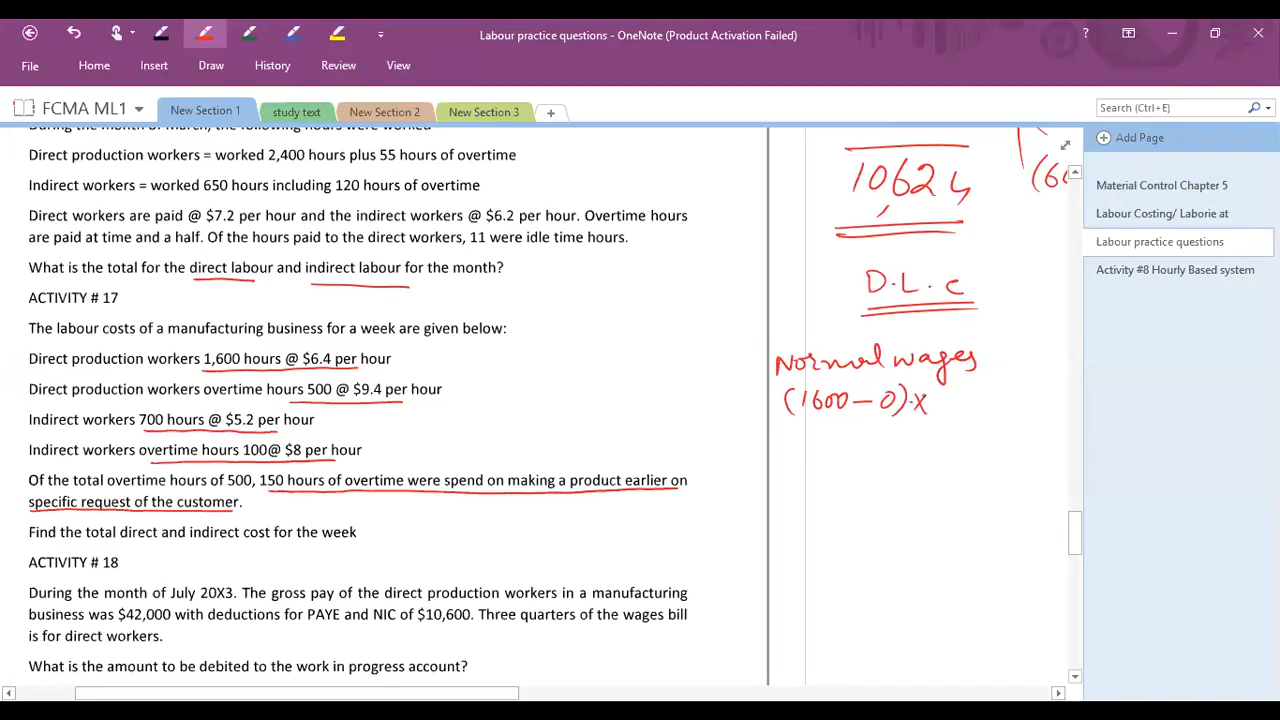 Labour practice questions - OneNote (Product Activation Failed)
?
File
Home
Insert
Draw
History
Review
View
FCMA ML1
New Section 1
study text
New Section 2
New Section 3
+
Search (Ctrl+E)
During the month of March, the following hours were worked
Direct production workers = worked 2,400 hours plus 55 hours of overtime
Indirect workers = worked 650 hours including 120 hours of overtime
Direct workers are paid @ $7.2 per hour and the indirect workers @ $6.2 per hour. Overtime hours
are paid at time and a half. Of the hours paid to the direct workers, 11 were idle time hours.
What is the total for the direct labour and indirect labour for the month?
ACTIVITY # 17
The labour costs of a manufacturing business for a week are given below:
Direct production workers 1,600 hours @ $6.4 per hour
Direct production workers overtime hours 500 @ $9.4 per hour
Indirect workers 700 hours @ $5.2 per hour
Indirect workers overtime hours 100@ $8 per hour
Of the total overtime hours of 500, 150 hours of overtime were spend on making a product earlier on
specific request of the customer.
Find the total direct and indirect cost for the week
ACTIVITY # 18
During the month of July 20X3. The gross pay of the direct production workers in a manufacturing
business was $42,000 with deductions for PAYE and NIC of $10,600. Three quarters of the wages bill
is for direct workers.
What is the amount to be debited to the work in progress account?
D.L.c
Normal wages
(1600 – 0).x
Add Page
Material Control Chapter 5
Labour Costing/ Laborie at
Labour practice questions
Activity #8 Hourly Based system